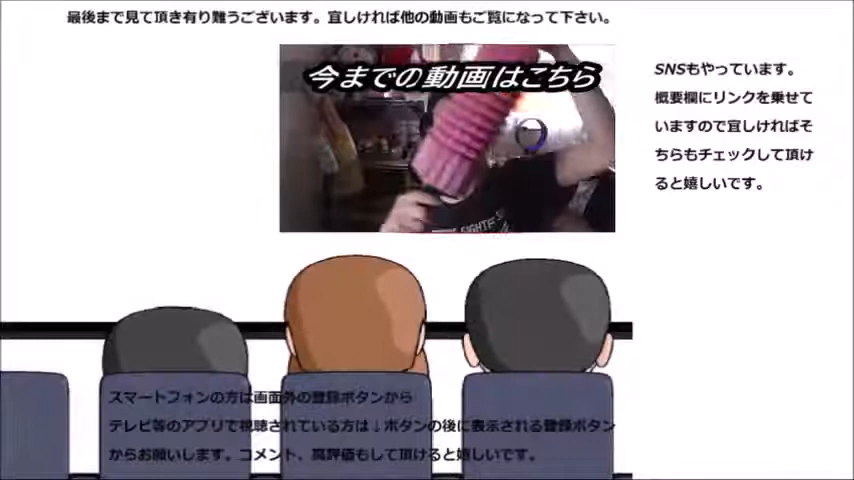 最後まで見て頂き有り難うございます。宜しければ他の動画もご覧になって下さい。
今までの動画はこちら
SNSもやっています。
概要欄にリンクを乗せて
いますので宜しければそ
ちらもチェックして頂け
ると嬉しいです。
スマートフォンの方は画面外の登録ボタンから
テレビ等のアプリで視聴されている方は↓ボタンの後に表示される登録ボタン
からお願いします。コメント、高評価もして頂けると嬉しいです。